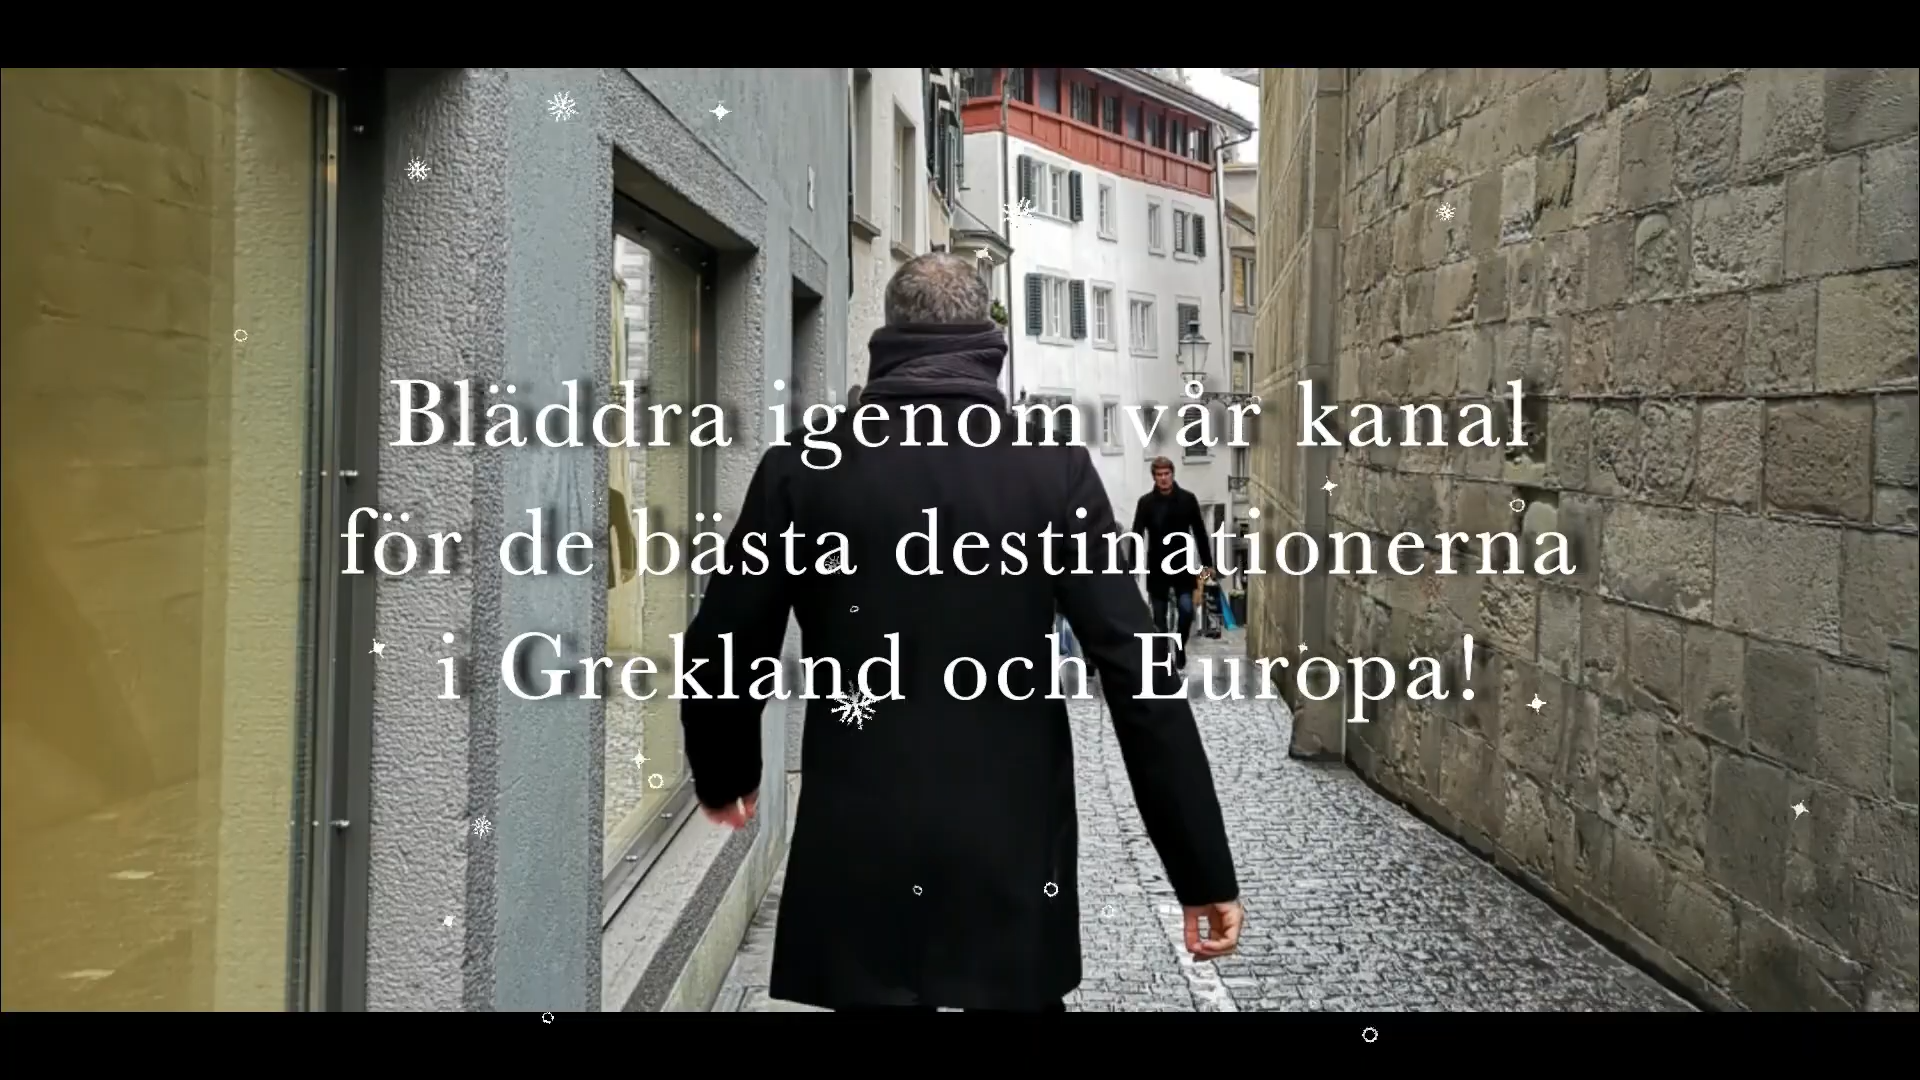 Bläddra igenom vår kanal
för de bästa destinationerna
i Grekland och Europa!